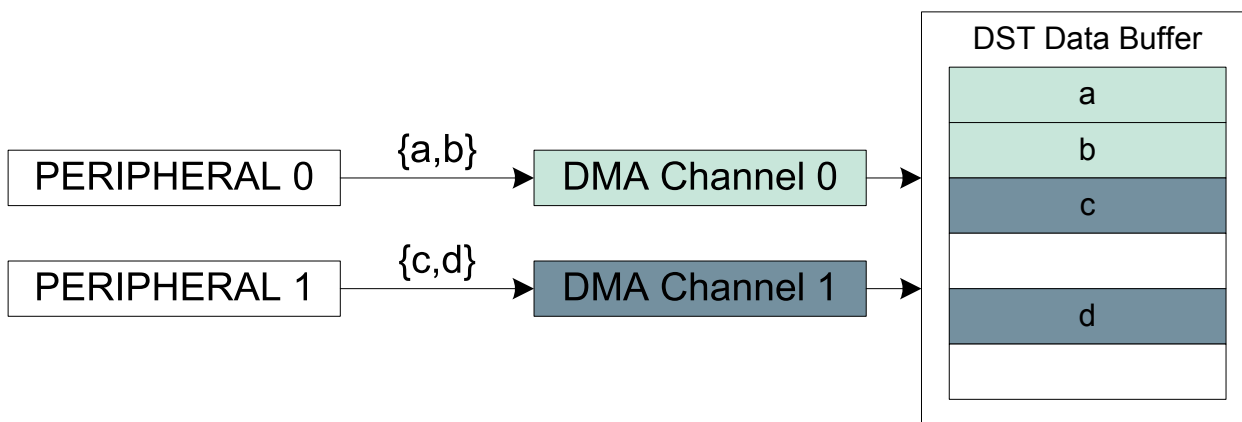 DST Data Buffer
a
b
c
d
{a,b}
PERIPHERAL 0
DMA Channel 0
{c,d}
PERIPHERAL 1
DMA Channel 1